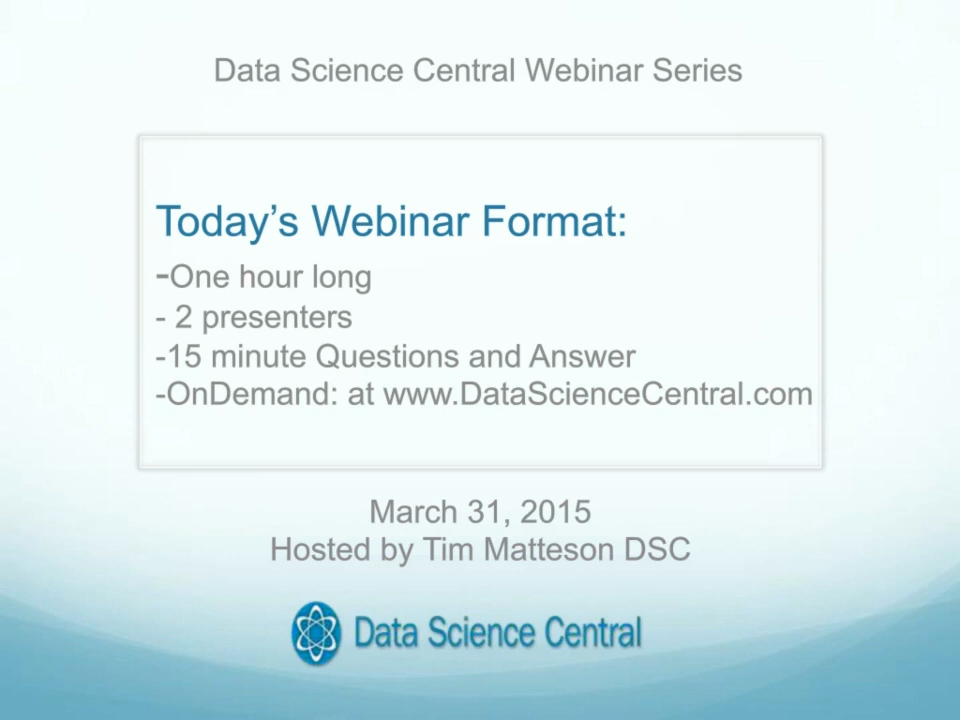 Data Science Central Webinar Series
Today's Webinar Format:
-One hour long
- 2 presenters
-15 minute Questions and Answer
-OnDemand: at www.DataScienceCentral.com
March 31, 2015
Hosted by Tim Matteson DSC
Data Science Central